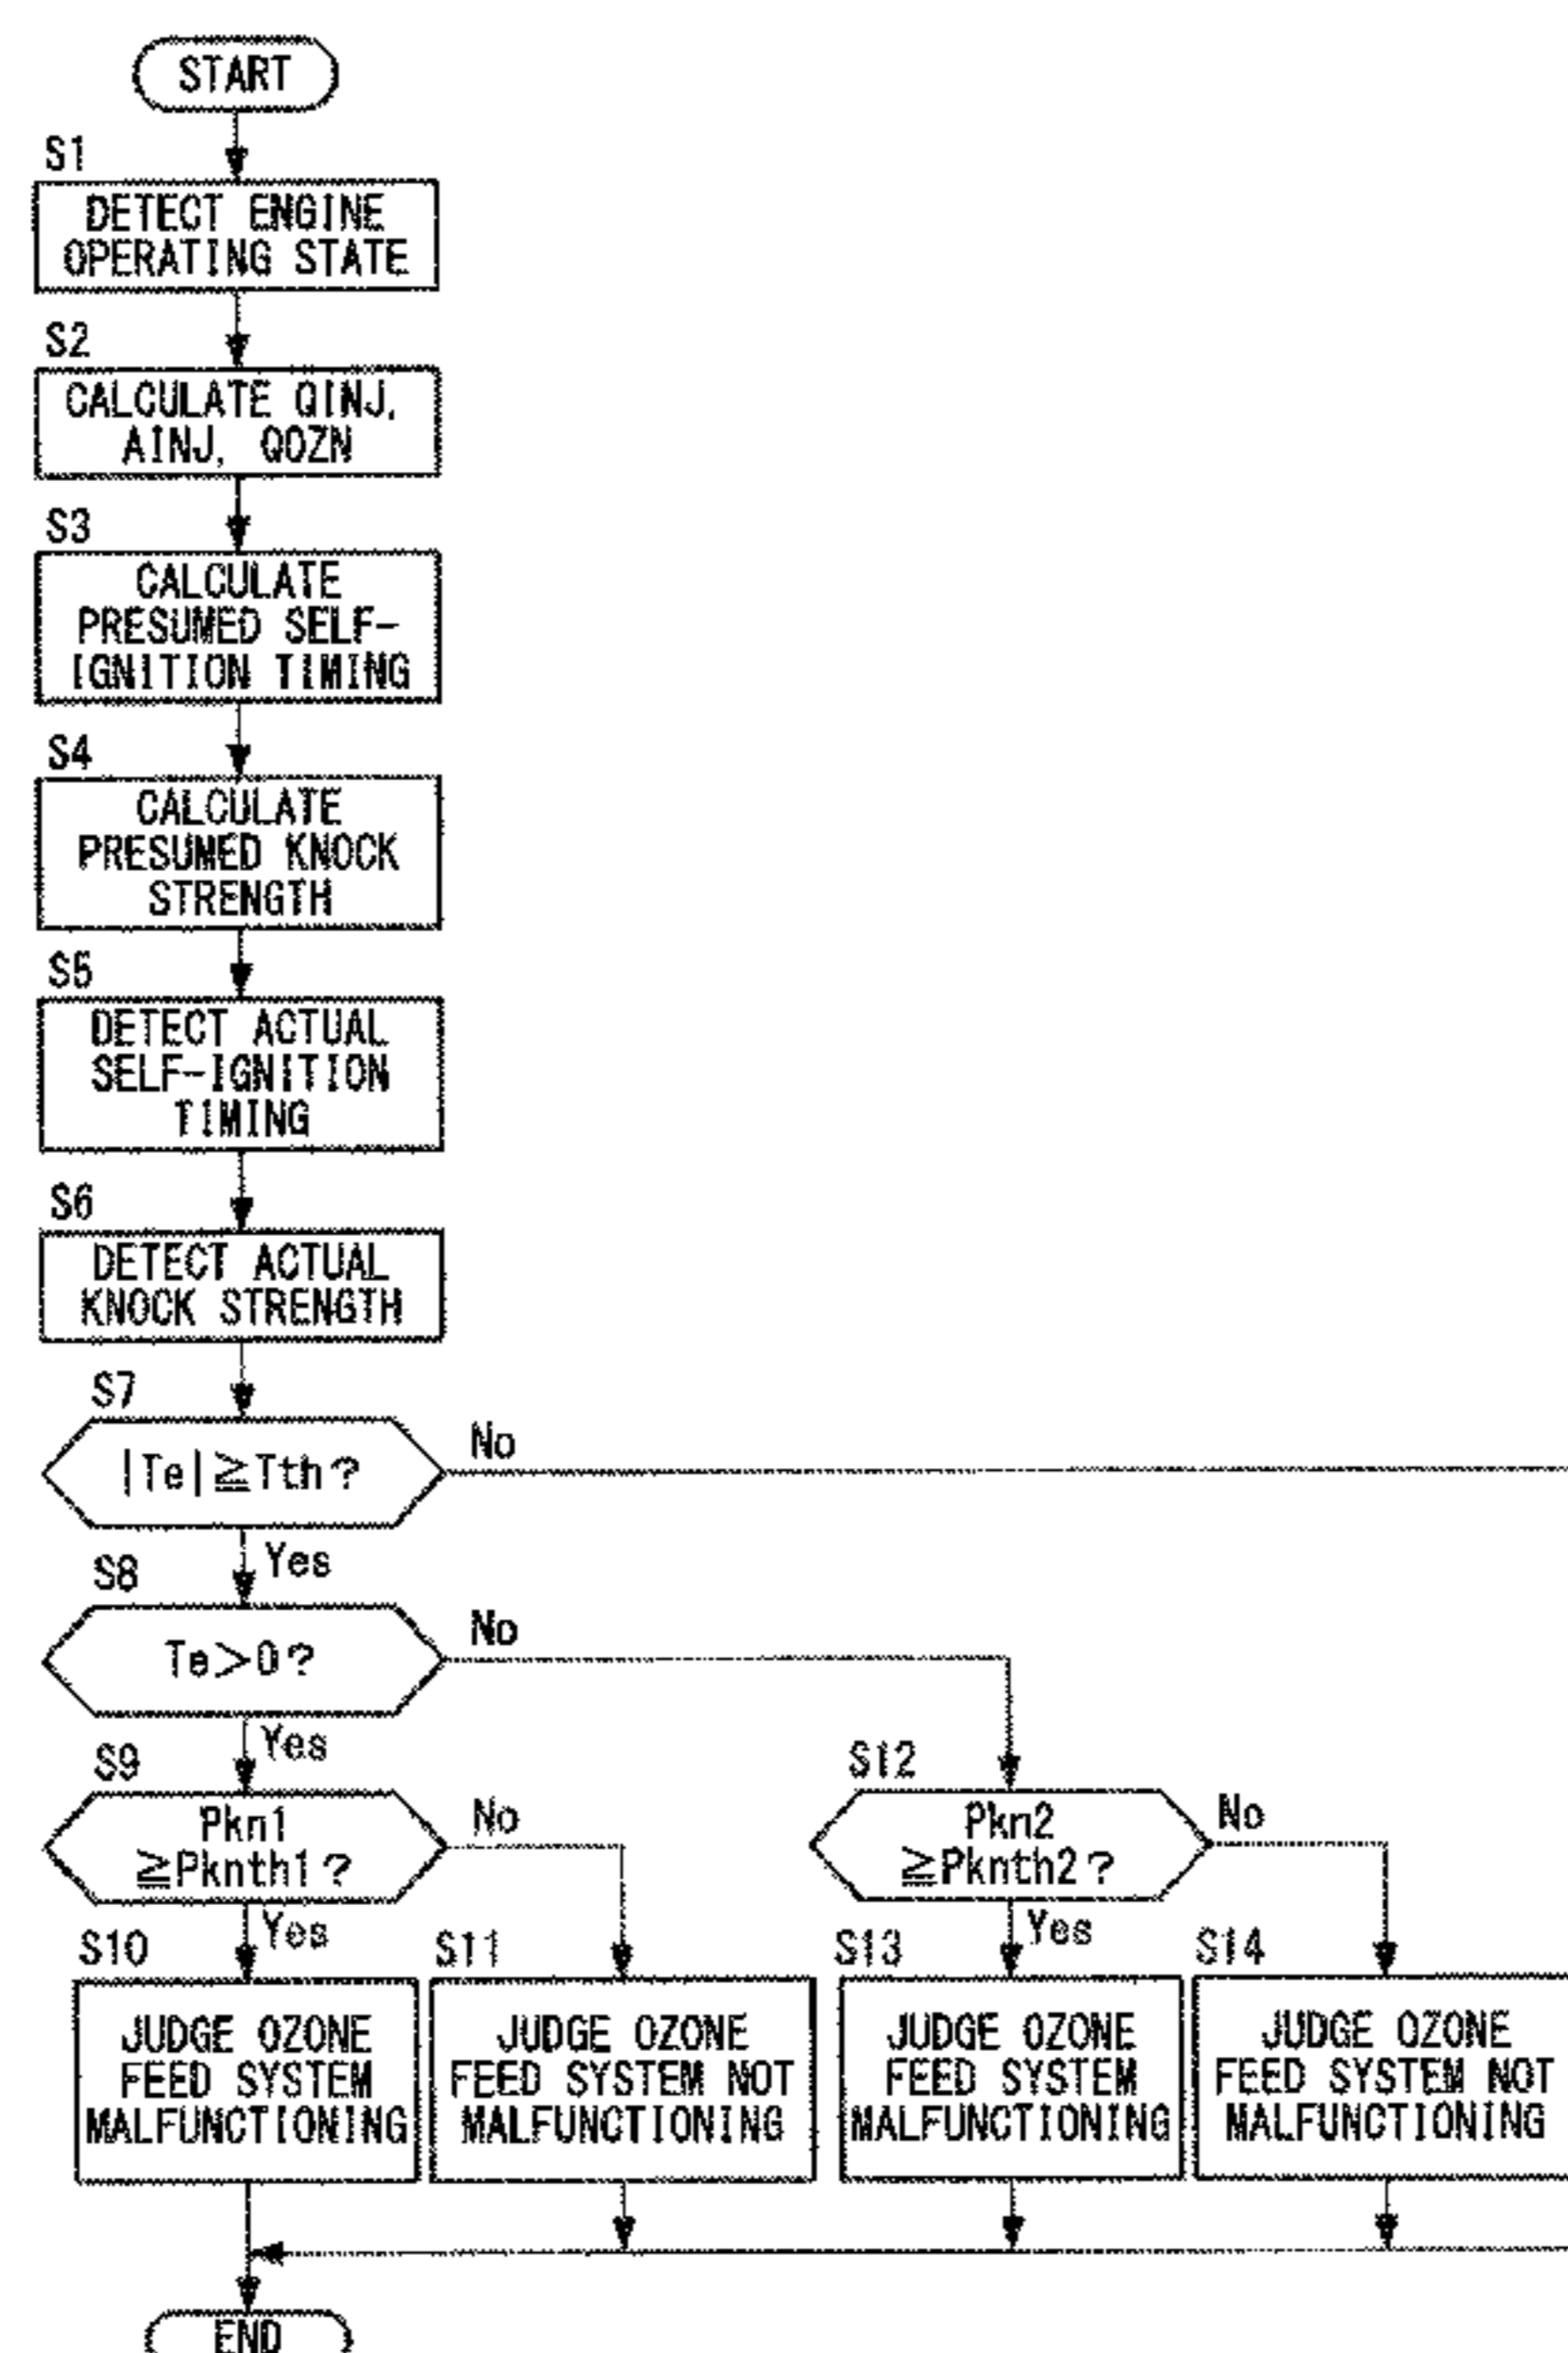 START
S1
DETECT ENGINE
OPERATING STATE
S2
CALCULATE QINJ,
AINJ, QOZN
S3
CALCULATE
PRESUMED SELF-
IGNITION TIMING
S4
CALCULATE
PRESUMED KNOCK
STRENGTH
S5
DETECT ACTUAL
SELF-IGNITION
TIMING
S6
DETECT ACTUAL
KNOCK STRENGTH
S7
|Te|≧Tth?
No
Yes
S8
Te>0?
No
Yes
S9
Pkn1
≧Pknth1?
No
Yes
S12
Pkn2
≧Pknth2?
No
Yes
S10
JUDGE OZONE
FEED SYSTEM
MALFUNCTIONING
S11
JUDGE OZONE
FEED SYSTEM NOT
MALFUNCTIONING
S13
JUDGE OZONE
FEED SYSTEM
MALFUNCTIONING
S14
JUDGE OZONE
FEED SYSTEM NOT
MALFUNCTIONING
END